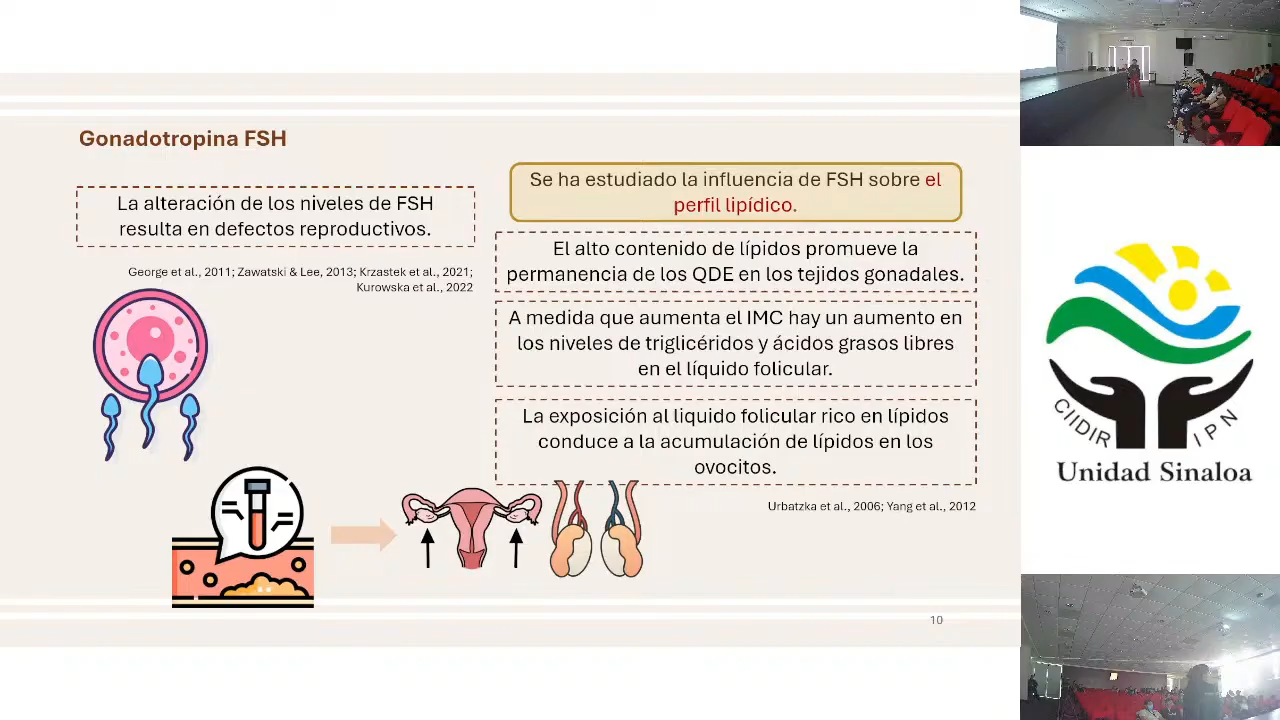 Gonadotropina FSH
La alteración de los niveles de FSH
resulta en defectos reproductivos.
George et al., 2011; Zawatski & Lee, 2013; Krzastek et al., 2021;
Kurowska et al., 2022
Se ha estudiado la influencia de FSH sobre el
perfil lipídico.
El alto contenido de lípidos promueve la
permanencia de los QDE en los tejidos gonadales.
A medida que aumenta el IMC hay un aumento en
los niveles de triglicéridos y ácidos grasos libres
en el líquido folicular.
La exposición al liquido folicular rico en lípidos
conduce a la acumulación de lípidos en los
ovocitos.
Urbatzka et al., 2006; Yang et al., 2012
10
CIIDIR IPN
Unidad Sinaloa